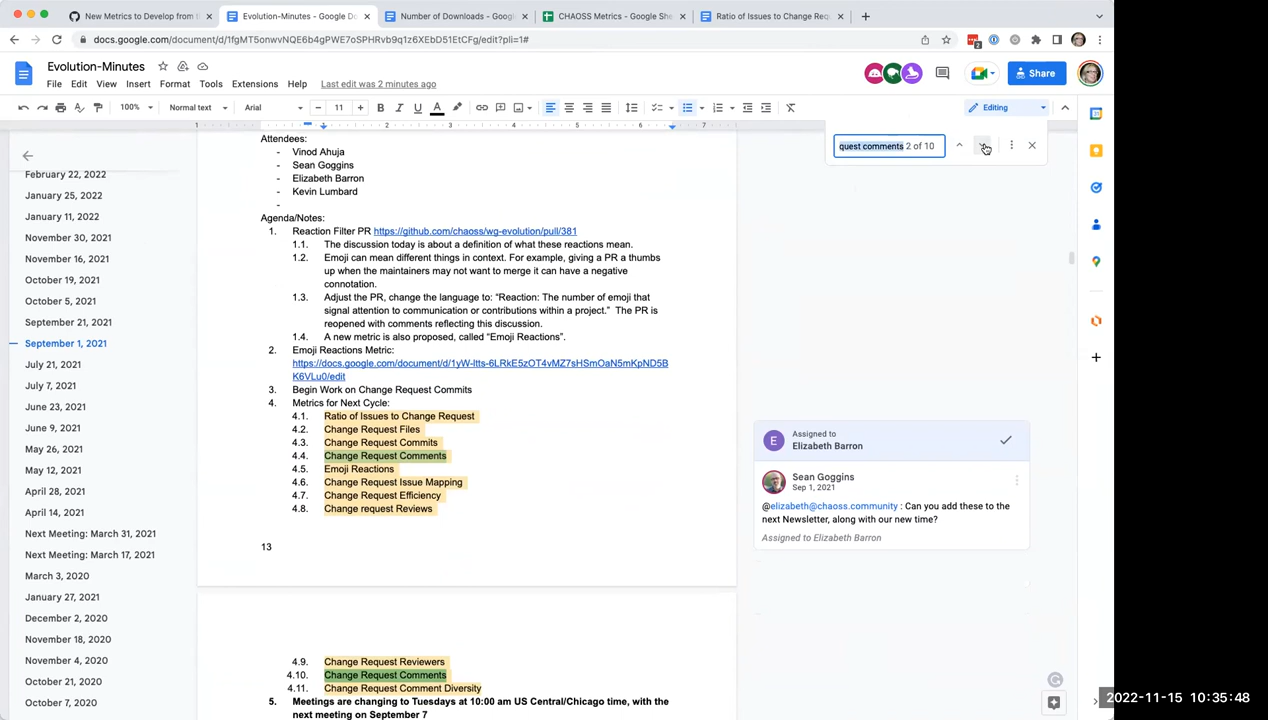 New Metrics to Develop from t
Evolution-Minutes - Google Do
Number of Downloads - Google
CHAOSS Metrics - Google She
Ratio of Issues to Change Req
docs.google.com/document/d/1fgMT5onwvNQE6b4gPWE7oSPHRvb9q1z6XEbD51EtCFg/edit?pli=1#
2
Evolution-Minutes
File Edit View Insert Format Tools Extensions Help Last edit was 2 minutes ago
Share
100% Normal text Arial 11 Editing
1 1 2 3 4 5 6 7
quest comments 2 of 10
February 22, 2022
January 25, 2022
January 11, 2022
November 30, 2021
November 16, 2021
October 19, 2021
October 5, 2021
September 21, 2021
September 1, 2021
July 21, 2021
July 7, 2021
June 23, 2021
June 9, 2021
May 26, 2021
May 12, 2021
April 28, 2021
April 14, 2021
Next Meeting: March 31, 2021
Next Meeting: March 17, 2021
March 3, 2020
January 27, 2021
December 2, 2020
November 18, 2020
November 4, 2020
October 21, 2020
October 7, 2020
Attendees:
- Vinod Ahuja
- Sean Goggins
- Elizabeth Barron
- Kevin Lumbard
-
Agenda/Notes:
1. Reaction Filter PR https://github.com/chaoss/wg-evolution/pull/381
1.1. The discussion today is about a definition of what these reactions mean.
1.2. Emoji can mean different things in context. For example, giving a PR a thumbs
up when the maintainers may not want to merge it can have a negative
connotation.
1.3. Adjust the PR, change the language to: “Reaction: The number of emoji that
signal attention to communication or contributions within a project.” The PR is
reopened with comments reflecting this discussion.
1.4. A new metric is also proposed, called “Emoji Reactions”.
2. Emoji Reactions Metric:
https://docs.google.com/document/d/1yW-ltts-6LRkE5zOT4vMZ7sHSmOaN5mKpND5B
K6VLu0/edit
3. Begin Work on Change Request Commits
4. Metrics for Next Cycle:
4.1. Ratio of Issues to Change Request
4.2. Change Request Files
4.3. Change Request Commits
4.4. Change Request Comments
4.5. Emoji Reactions
4.6. Change Request Issue Mapping
4.7. Change Request Efficiency
4.8. Change request Reviews
13
4.9. Change Request Reviewers
4.10. Change Request Comments
4.11. Change Request Comment Diversity
5. Meetings are changing to Tuesdays at 10:00 am US Central/Chicago time, with the
next meeting on September 7
E
Assigned to
Elizabeth Barron
Sean Goggins
Sep 1, 2021
@elizabeth@chaoss.community : Can you add these to the
next Newsletter, along with our new time?
Assigned to Elizabeth Barron
2022-11-15 10:35:48